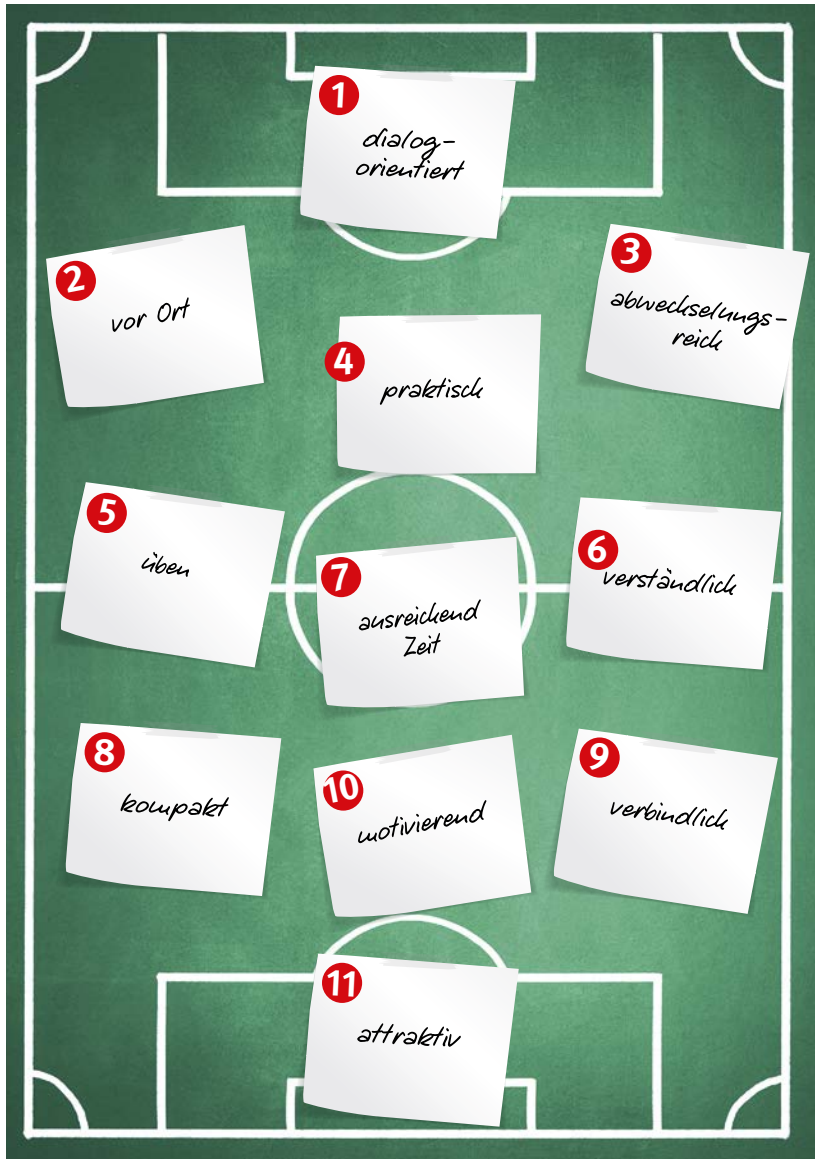 1
dialog-
orientiert
2
vor Ort
3
abwechselungs-
reich
4
praktisch
5
üben
6
verständlich
7
ausreichend
Zeit
8
kompakt
9
verbindlich
10
motivierend
11
attraktiv